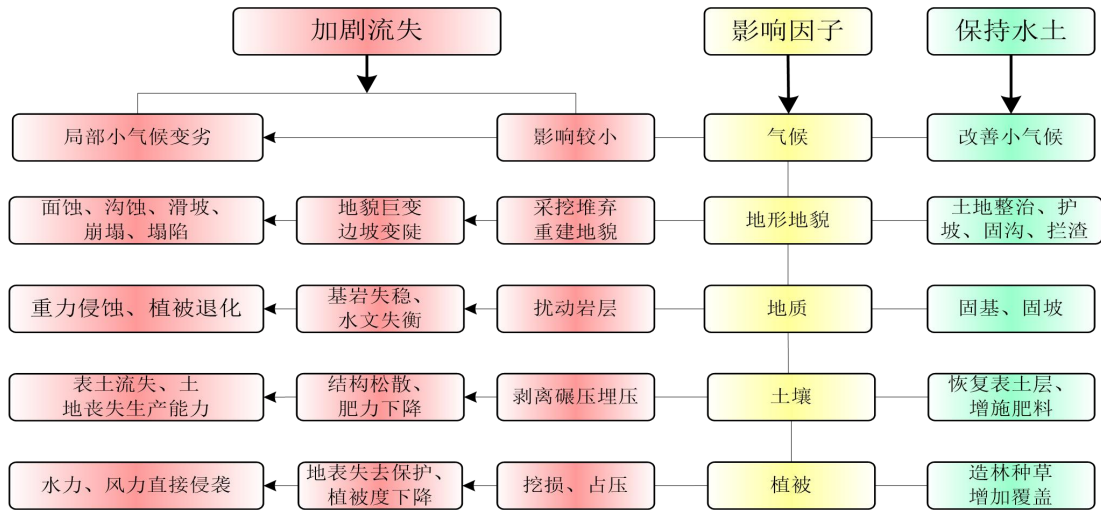 加剧流失
影响因子
保持水土
局部小气候变劣
影响较小
气候
改善小气候
面蚀、沟蚀、滑坡、
崩塌、塌陷
地貌巨变
边坡变陡
采挖堆弃
重建地貌
地形地貌
土地整治、护
坡、固沟、拦渣
重力侵蚀、植被退化
基岩失稳、
水文失衡
扰动岩层
地质
固基、固坡
表土流失、土
地丧失生产能力
结构松散、
肥力下降
剥离碾压埋压
土壤
恢复表土层、
增施肥料
水力、风力直接侵袭
地表失去保护、
植被度下降
挖损、占压
植被
造林种草
增加覆盖